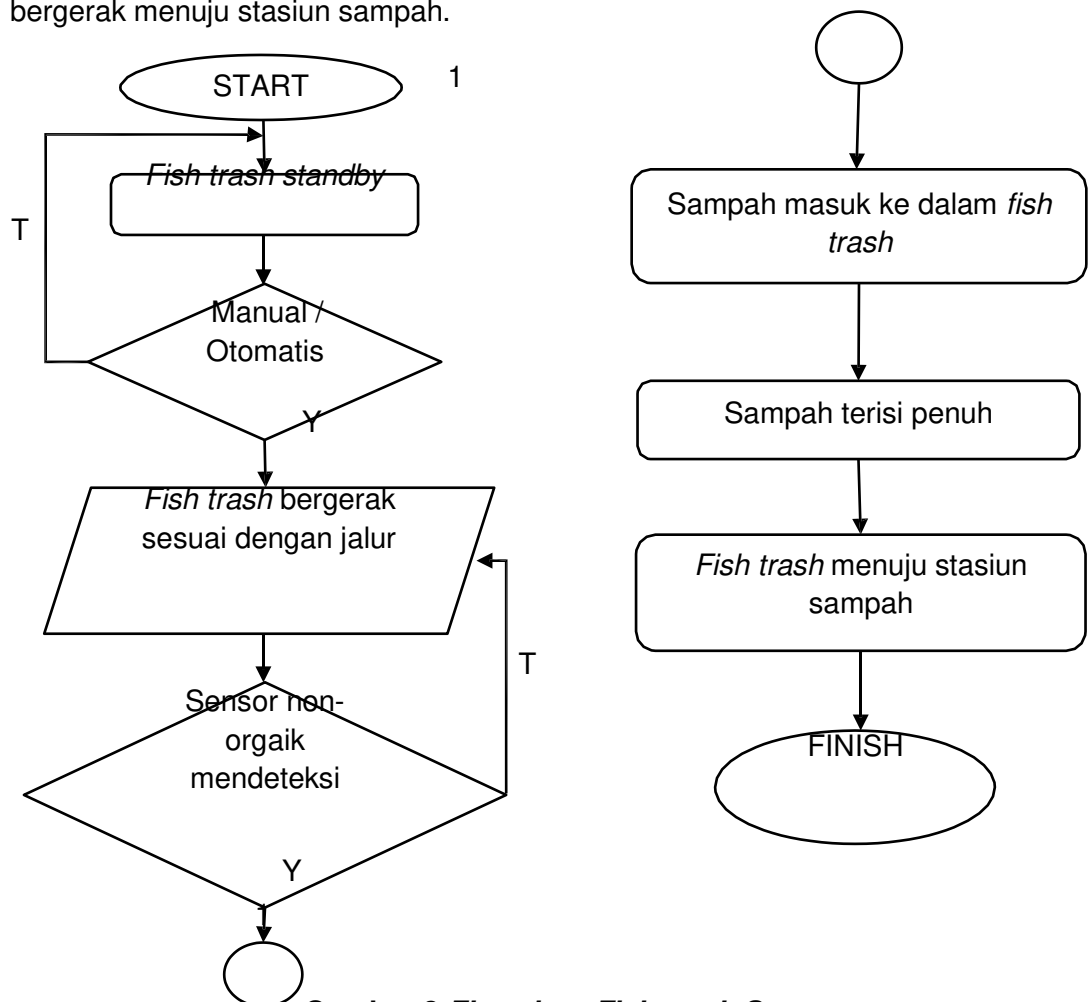 bergerak menuju stasiun sampah.
START
1
Fish trash standby
T
Manual /
Otomatis
Y
Fish trash bergerak
sesuai dengan jalur
T
Sensor non-
orgaik
mendeteksi
Y
1
Sampah masuk ke dalam fish
trash
Sampah terisi penuh
Fish trash menuju stasiun
sampah
FINISH